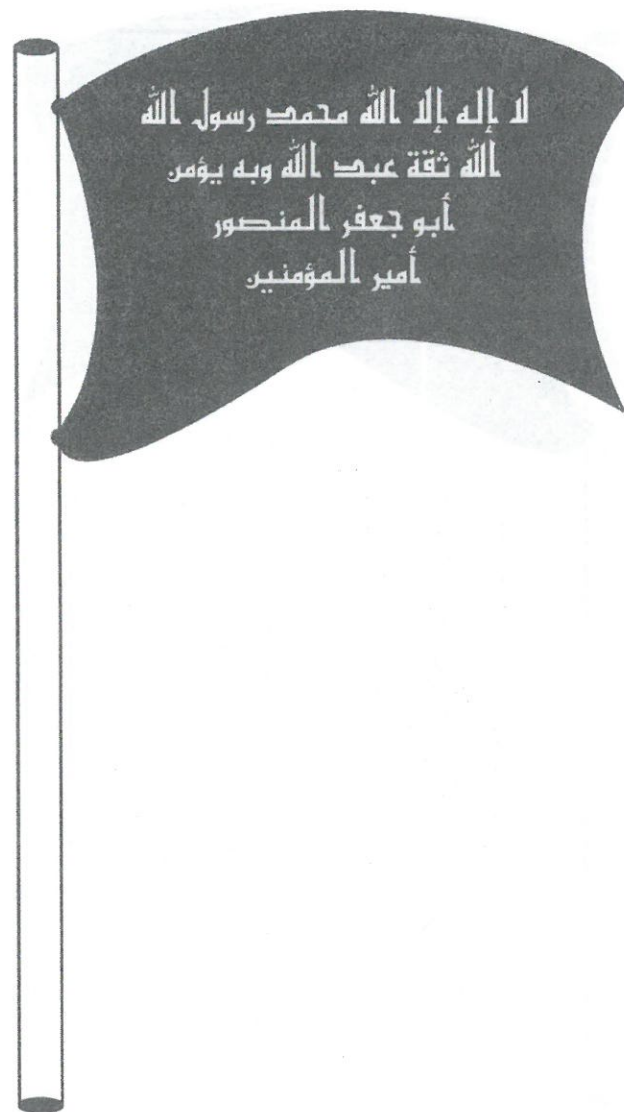 لا إله إلا الله محمد رسول الله
الله ثقة عبد الله وبه يؤمن
أبو جعفر المنصور
أمير المؤمنين